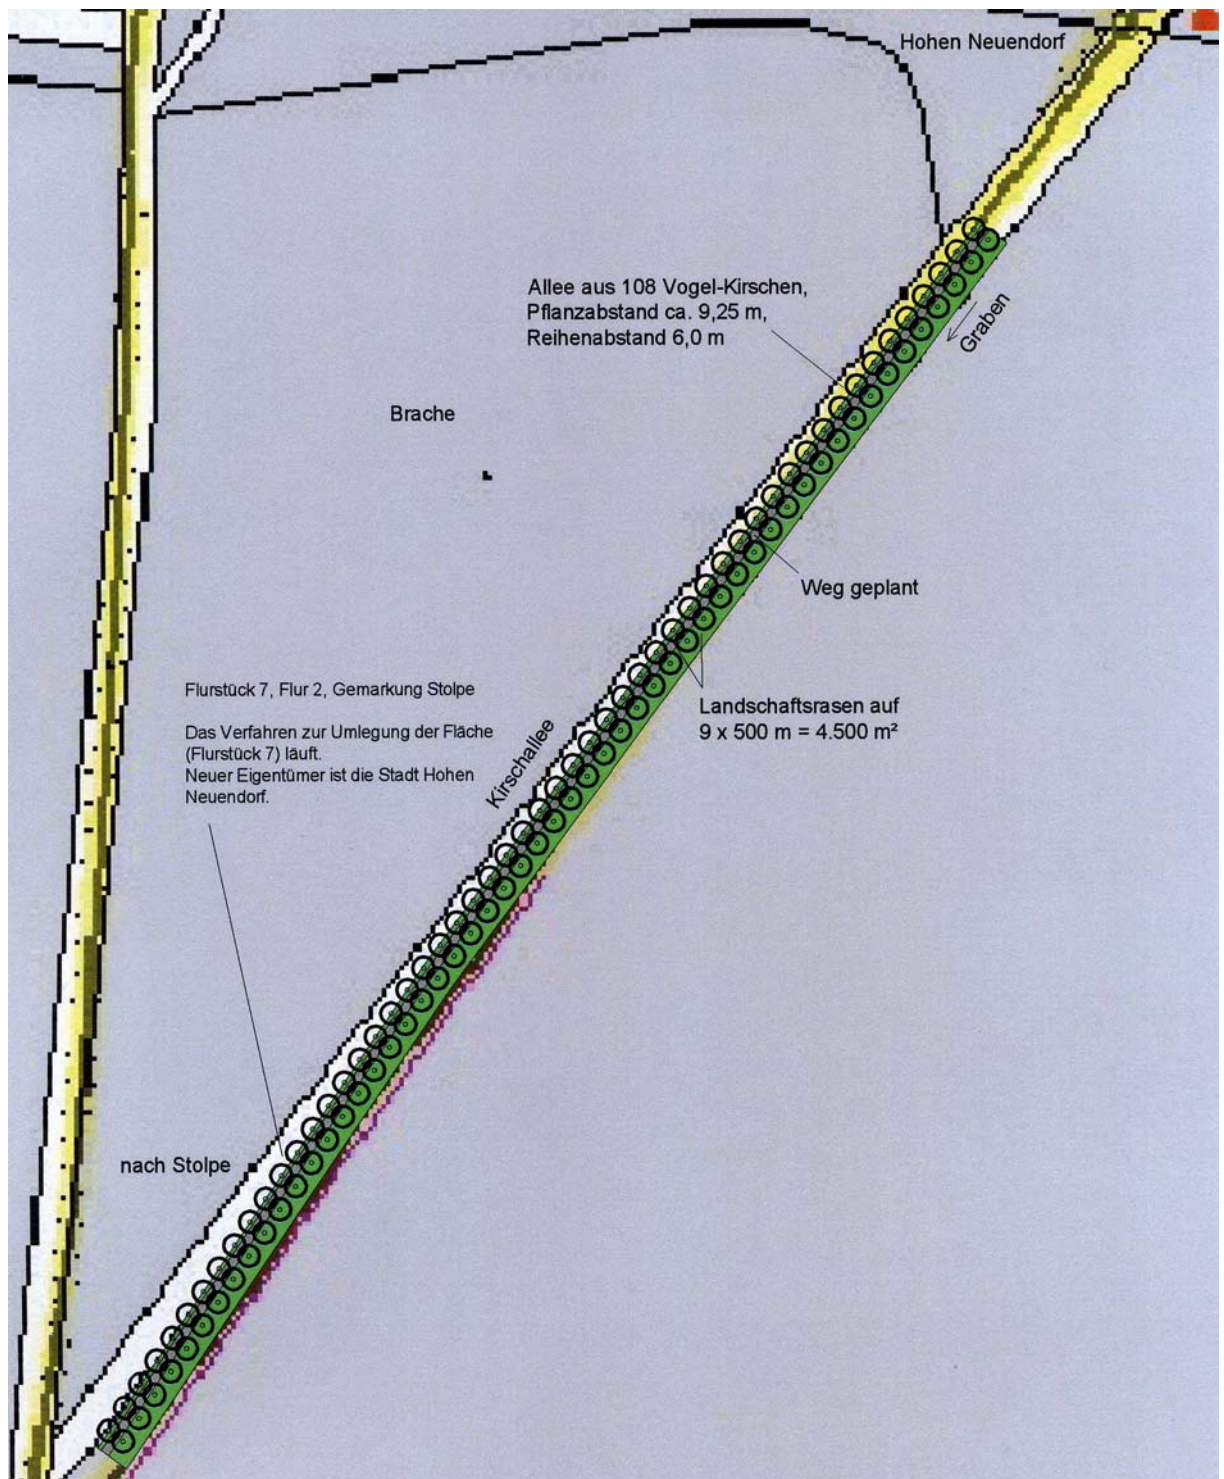 Hohen Neuendorf
Allee aus 108 Vogel-Kirschen,
Pflanzabstand ca. 9,25 m,
Reihenabstand 6,0 m
Graben
Brache
Weg geplant
Flurstück 7, Flur 2, Gemarkung Stolpe
Das Verfahren zur Umlegung der Fläche
(Flurstück 7) läuft.
Neuer Eigentümer ist die Stadt Hohen
Neuendorf.
Landschaftsrasen auf
9 x 500 m = 4.500 m²
Kirschallee
nach Stolpe